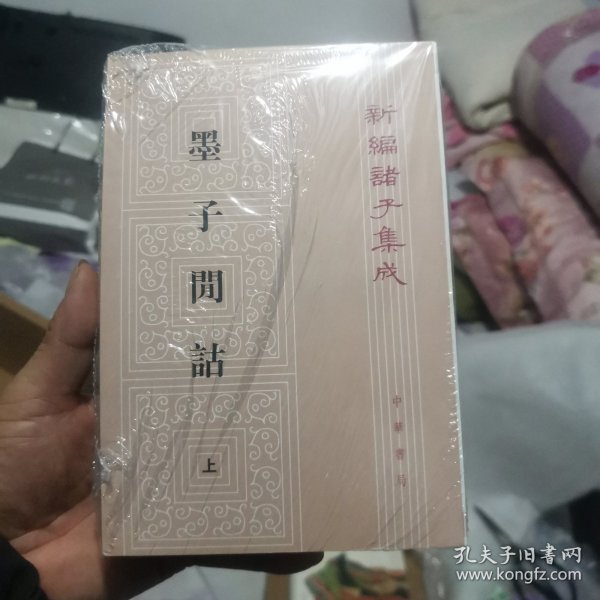 新編諸子集成
墨子閒詁
上
中華書局
孔夫子旧書网
www.kongfz.com